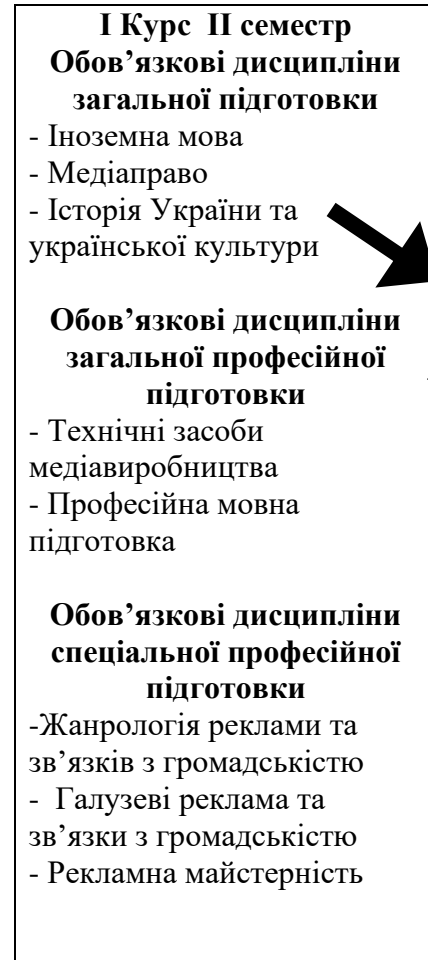 І Курс  ІІ семестр
Обов’язкові дисципліни
загальної підготовки
- Іноземна мова
- Медіаправо
- Історія України та
української культури
Обов’язкові дисципліни
загальної професійної
підготовки
- Технічні засоби
медіавиробництва
- Професійна мовна
підготовка
Обов’язкові дисципліни
спеціальної професійної
підготовки
-Жанрологія реклами та
зв’язків з громадськістю
-  Галузеві реклама та
зв’язки з громадськістю
- Рекламна майстерність